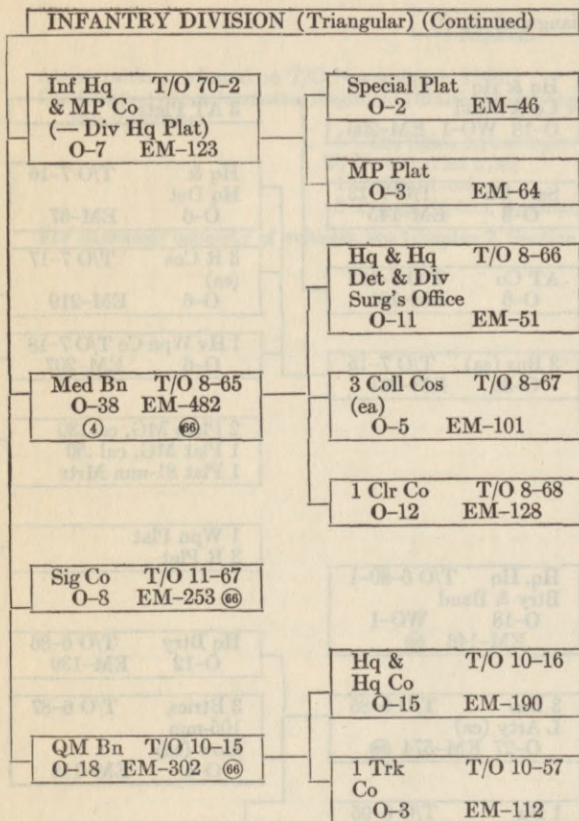 INFANTRY DIVISION (Triangular) (Continued)
Inf Hq T/O 70-2
& MP Co
(— Div Hq Plat)
O-7 EM-123
Special Plat
O-2 EM-46
MP Plat
O-3 EM-64
Hq & Hq T/O 8-66
Det & Div
Surg's Office
O-11 EM-51
Med Bn T/O 8-65
O-38 EM-482
④ 66
3 Coll Cos T/O 8-67
(ea)
O-5 EM-101
1 Clr Co T/O 8-68
O-12 EM-128
Sig Co T/O 11-67
O-8 EM-253 66
Hq & T/O 10-16
Hq Co
O-15 EM-190
QM Bn T/O 10-15
O-18 EM-302 66
1 Trk T/O 10-57
Co
O-3 EM-112